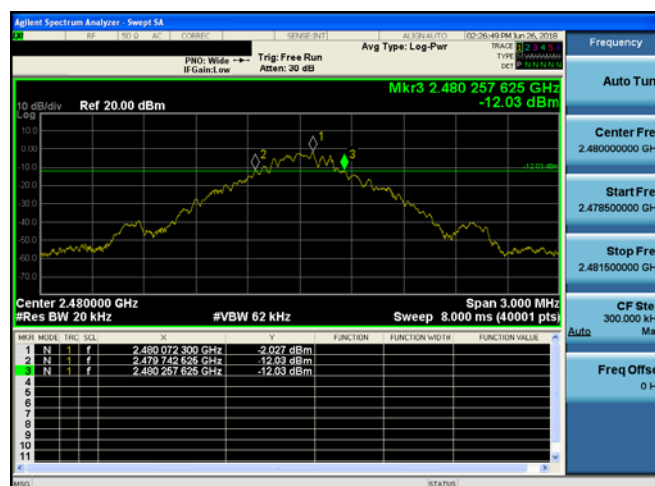 Agilent Spectrum Analyzer - Swept SA
RF 50 Ω AC CORREC SENSE:INT ALIGN AUTO 02:26:49 PM Jun 26, 2018
Frequency
Avg Type: Log-Pwr
TRACE 1 2 3 4 5 6
PNO: Wide Trig: Free Run
TYPE
IFGain:Low Atten: 30 dB
DET P N N N N N
Auto Tun
Mkr3 2.480 257 625 GHz
10 dB/div Ref 20.00 dBm -12.03 dBm
Log
10.0
0.00
-10.0
-20.0
-30.0
-40.0
-50.0
-60.0
-70.0
1
2
3
-12.03 dBm
Center Fre
2.480000000 GH
Start Fre
2.478500000 GH
Stop Fre
2.481500000 GH
Center 2.480000 GHz Span 3.000 MHz
#Res BW 20 kHz #VBW 62 kHz Sweep 8.000 ms (40001 pts)
CF Ste
300.000 kH
Auto Ma
MKR MODE TRC SCL X Y FUNCTION FUNCTION WIDTH FUNCTION VALUE
1 N 1 f 2.480 072 300 GHz -2.027 dBm
2 N 1 f 2.479 742 625 GHz -12.03 dBm
3 N 1 f 2.480 257 625 GHz -12.03 dBm
4
5
6
7
8
9
10
11
Freq Offse
0 H
MSG STATUS